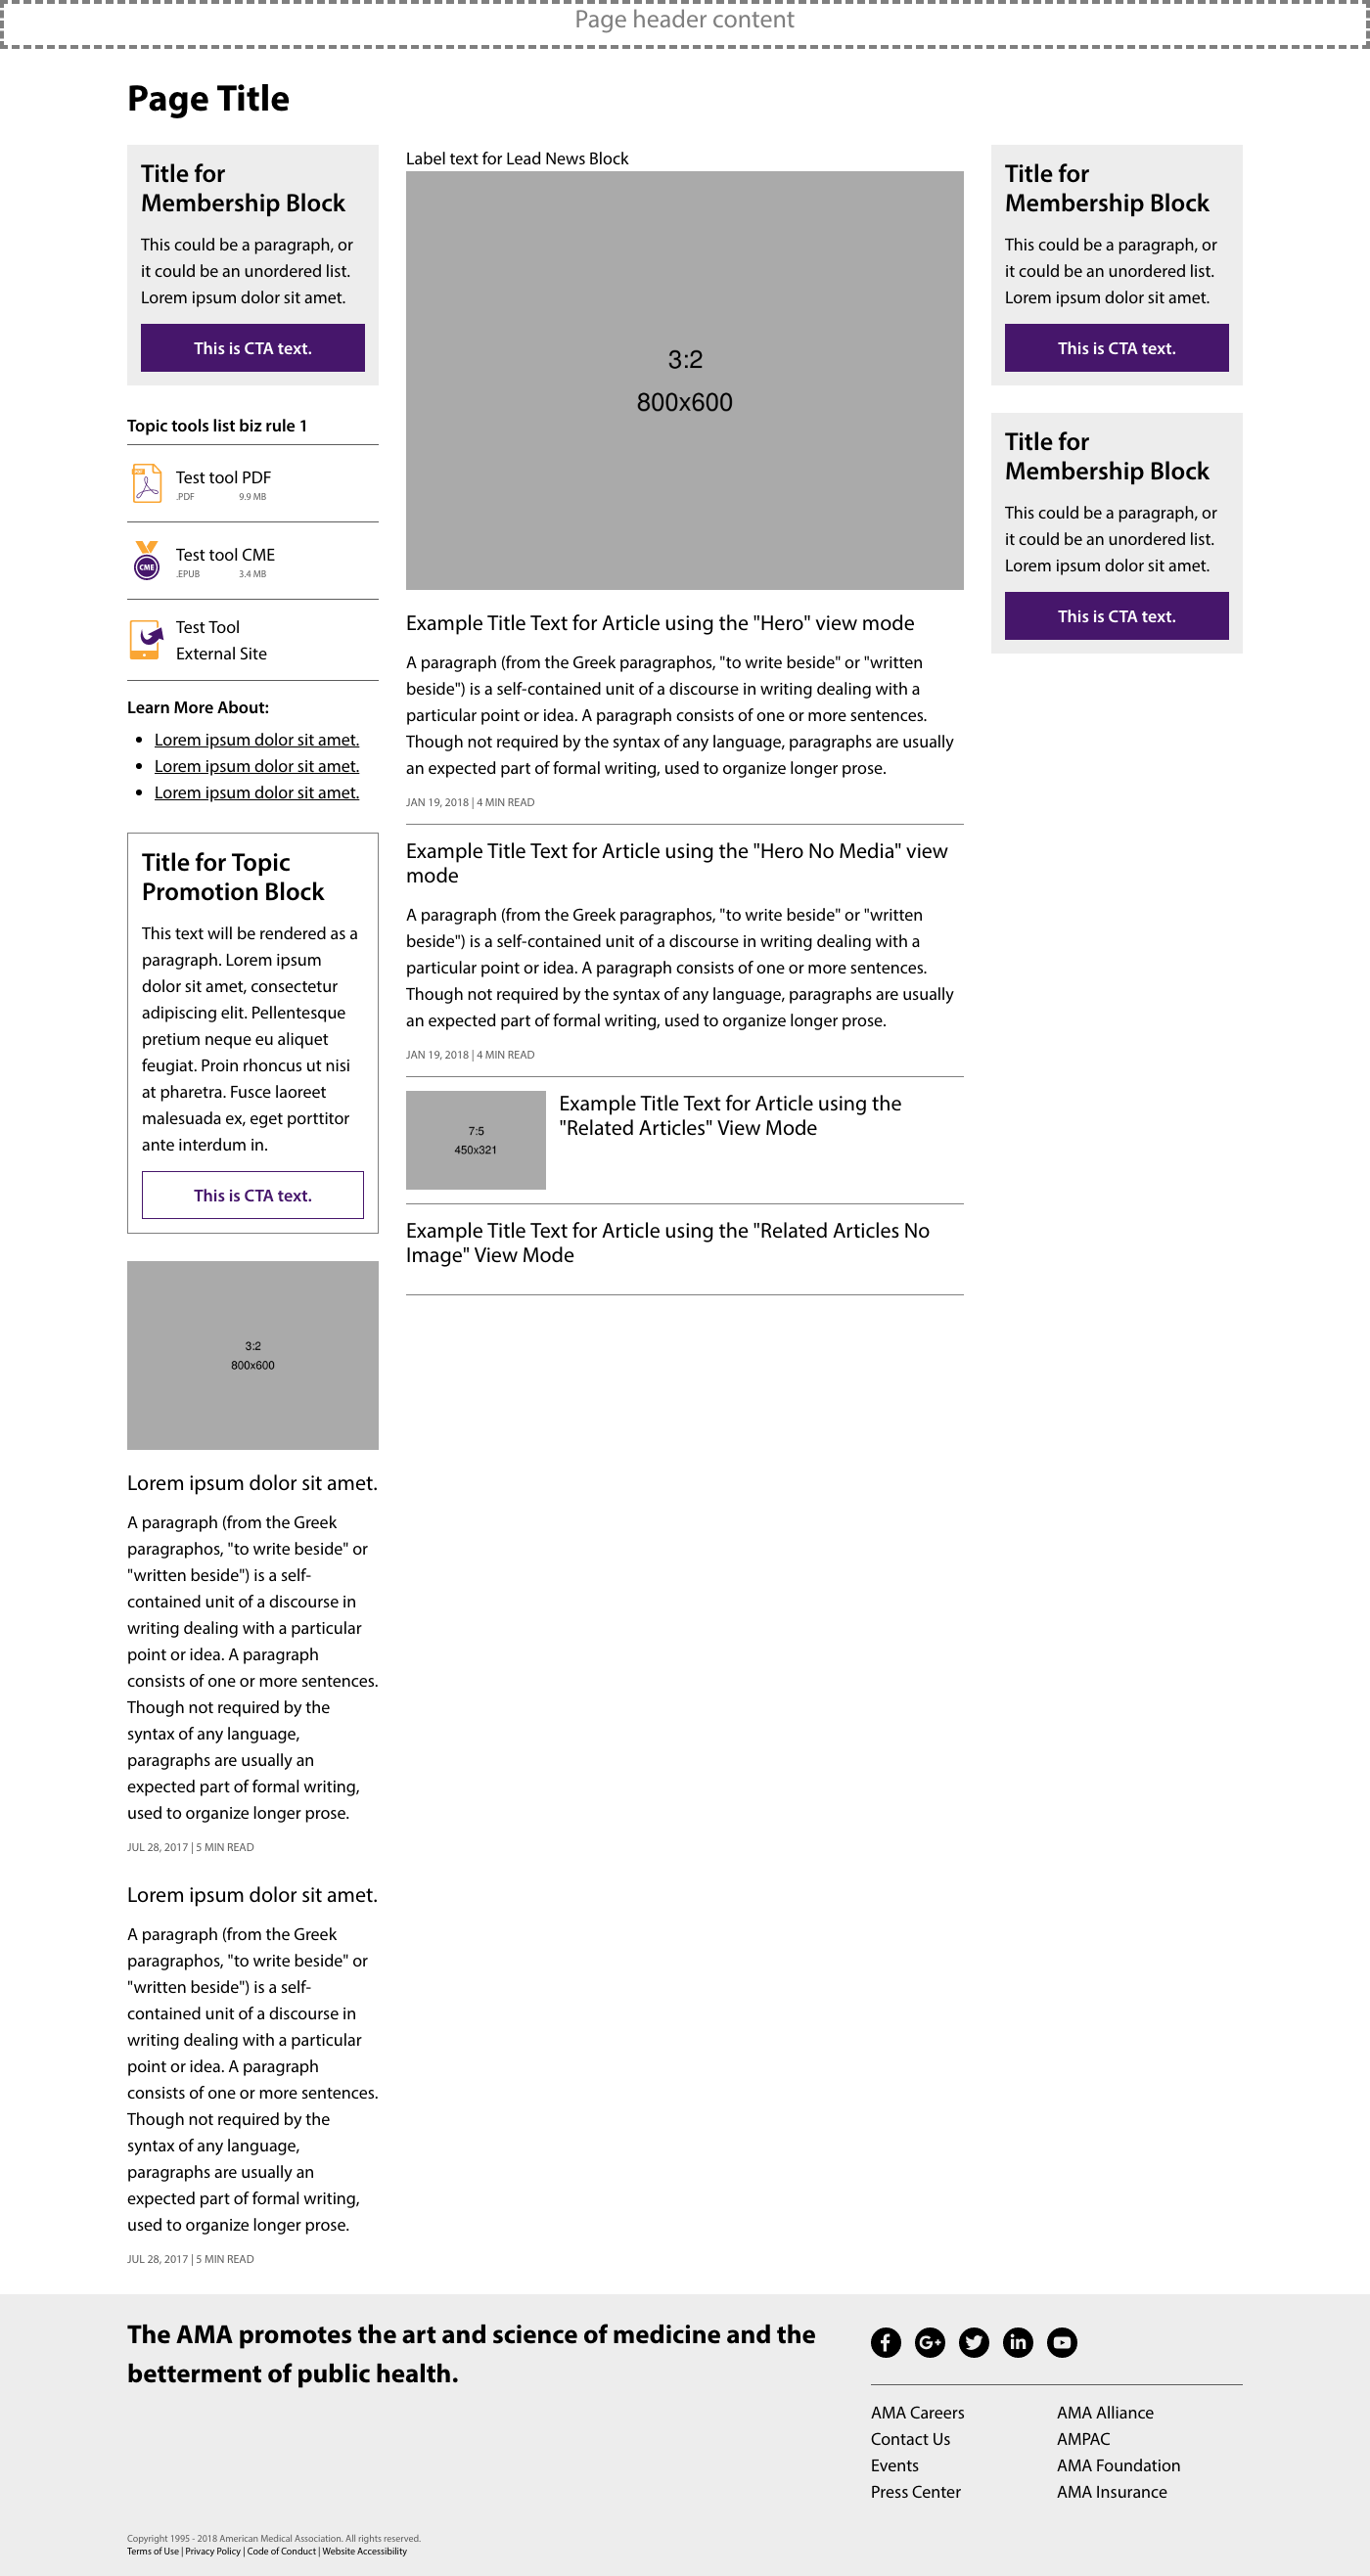 Page header content
Page Title
Title for
Membership Block
This could be a paragraph, or
it could be an unordered list.
Lorem ipsum dolor sit amet.
This is CTA text.
Topic tools list biz rule 1
Test tool PDF
.PDF 9.9 MB
CME
Test tool CME
.EPUB 3.4 MB
Test Tool
External Site
Learn More About:
Lorem ipsum dolor sit amet.
Lorem ipsum dolor sit amet.
Lorem ipsum dolor sit amet.
Title for Topic
Promotion Block
This text will be rendered as a
paragraph. Lorem ipsum
dolor sit amet, consectetur
adipiscing elit. Pellentesque
pretium neque eu aliquet
feugiat. Proin rhoncus ut nisi
at pharetra. Fusce laoreet
malesuada ex, eget porttitor
ante interdum in.
This is CTA text.
3:2
800x600
Lorem ipsum dolor sit amet.
A paragraph (from the Greek
paragraphos, "to write beside" or
"written beside") is a self-
contained unit of a discourse in
writing dealing with a particular
point or idea. A paragraph
consists of one or more sentences.
Though not required by the
syntax of any language,
paragraphs are usually an
expected part of formal writing,
used to organize longer prose.
JUL 28, 2017 | 5 MIN READ
Lorem ipsum dolor sit amet.
A paragraph (from the Greek
paragraphos, "to write beside" or
"written beside") is a self-
contained unit of a discourse in
writing dealing with a particular
point or idea. A paragraph
consists of one or more sentences.
Though not required by the
syntax of any language,
paragraphs are usually an
expected part of formal writing,
used to organize longer prose.
JUL 28, 2017 | 5 MIN READ
Label text for Lead News Block
3:2
800x600
Example Title Text for Article using the "Hero" view mode
A paragraph (from the Greek paragraphos, "to write beside" or "written
beside") is a self-contained unit of a discourse in writing dealing with a
particular point or idea. A paragraph consists of one or more sentences.
Though not required by the syntax of any language, paragraphs are usually
an expected part of formal writing, used to organize longer prose.
JAN 19, 2018 | 4 MIN READ
Example Title Text for Article using the "Hero No Media" view
mode
A paragraph (from the Greek paragraphos, "to write beside" or "written
beside") is a self-contained unit of a discourse in writing dealing with a
particular point or idea. A paragraph consists of one or more sentences.
Though not required by the syntax of any language, paragraphs are usually
an expected part of formal writing, used to organize longer prose.
JAN 19, 2018 | 4 MIN READ
7:5
450x321
Example Title Text for Article using the
"Related Articles" View Mode
Example Title Text for Article using the "Related Articles No
Image" View Mode
Title for
Membership Block
This could be a paragraph, or
it could be an unordered list.
Lorem ipsum dolor sit amet.
This is CTA text.
Title for
Membership Block
This could be a paragraph, or
it could be an unordered list.
Lorem ipsum dolor sit amet.
This is CTA text.
The AMA promotes the art and science of medicine and the
betterment of public health.
AMA Careers
Contact Us
Events
Press Center
AMA Alliance
AMPAC
AMA Foundation
AMA Insurance
Copyright 1995 - 2018 American Medical Association. All rights reserved.
Terms of Use | Privacy Policy | Code of Conduct | Website Accessibility